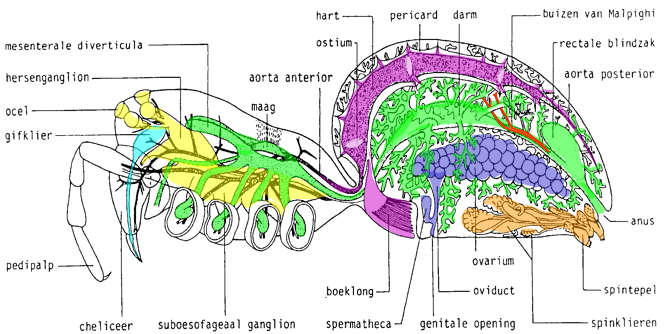 hart
pericard
darm
buizen van Malpighi
mesenterale diverticula
ostium
rectale blindzak
hersenganglion
aorta anterior
aorta posterior
ocel
maag
gifklier
anus
pedipalp
ovarium
boeklong
oviduct
spintepel
cheliceer
suboesofageaal ganglion
spermatheca
genitale opening
spinklieren